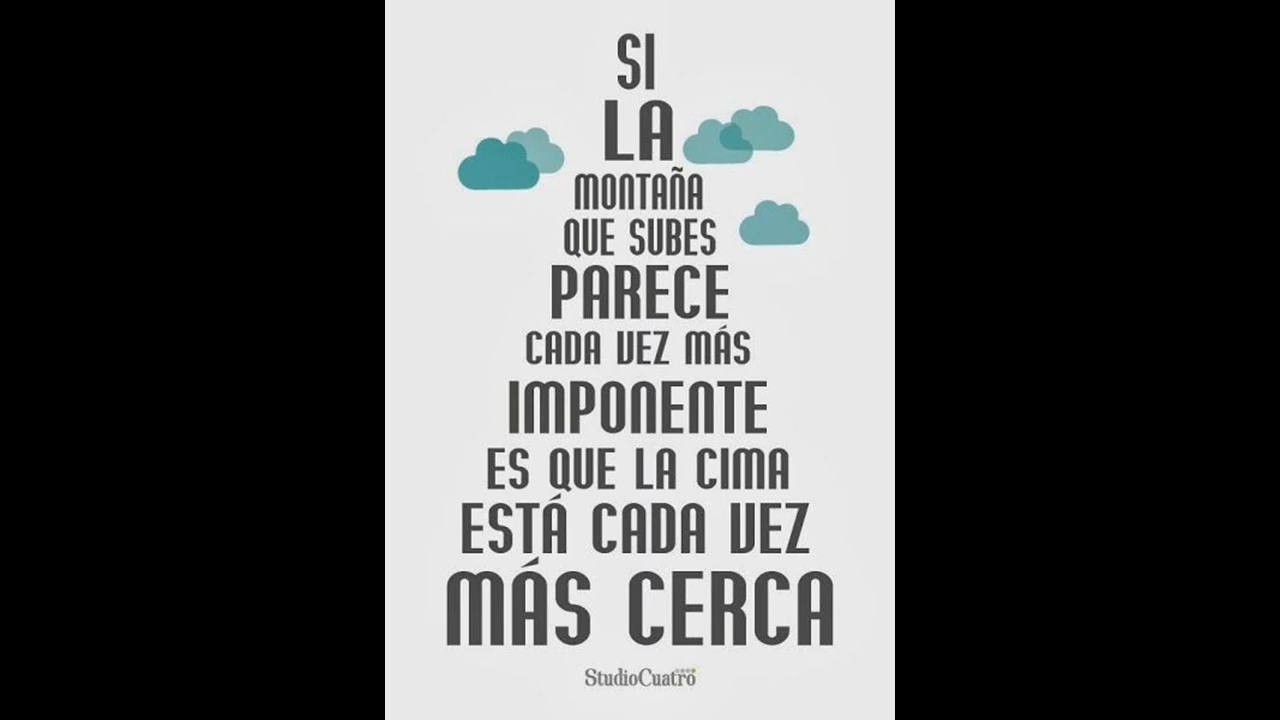 SI
LA
MONTAÑA
QUE SUBES
PARECE
CADA VEZ MÁS
IMPONENTE
ES QUE LA CIMA
ESTÁ CADA VEZ
MÁS CERCA
StudioCuatro